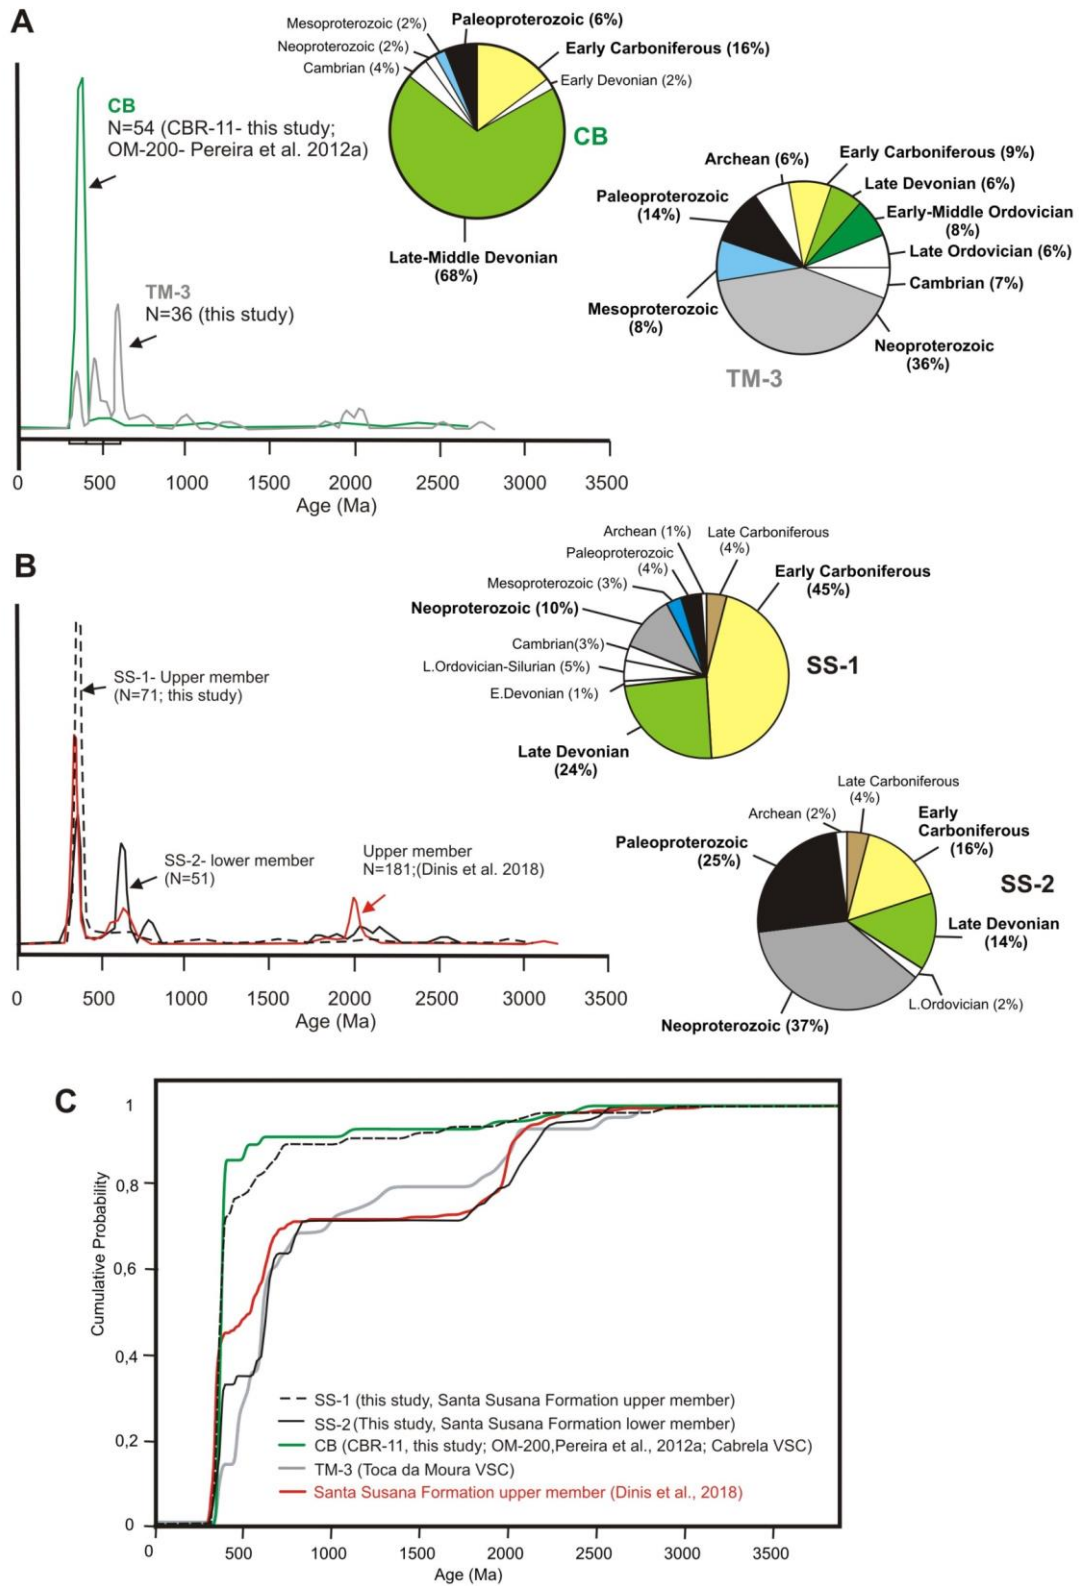 A
Mesoproterozoic (2%)
Paleoproterozoic (6%)
Neoproterozoic (2%)
Early Carboniferous (16%)
Cambrian (4%)
Early Devonian (2%)
CB
N=54 (CBR-11- this study;
OM-200- Pereira et al. 2012a)
CB
Late-Middle Devonian
(68%)
Archean (6%)
Early Carboniferous (9%)
Late Devonian (6%)
Paleoproterozoic
(14%)
Early-Middle Ordovician
(8%)
Late Ordovician (6%)
Cambrian (7%)
Mesoproterozoic
(8%)
Neoproterozoic
(36%)
TM-3
TM-3
N=36 (this study)
0 500 1000 1500 2000 2500 3000 3500
Age (Ma)
B
Archean (1%)
Late Carboniferous
(4%)
Paleoproterozoic
(4%)
Early Carboniferous
(45%)
Mesoproterozoic (3%)
Neoproterozoic (10%)
Cambrian(3%)
L.Ordovician-Silurian (5%)
E.Devonian (1%)
SS-1
Late Devonian
(24%)
SS-1- Upper member
(N=71; this study)
SS-2- lower member
(N=51)
Upper member
N=181;(Dinis et al. 2018)
Late Carboniferous
(4%)
Archean (2%)
Early
Carboniferous
(16%)
Paleoproterozoic
(25%)
SS-2
Late Devonian
(14%)
L.Ordovician (2%)
Neoproterozoic (37%)
0 500 1000 1500 2000 2500 3000 3500
Age (Ma)
C
1
0,8
0,6
0,4
0,2
0
Cumulative Probability
SS-1 (this study, Santa Susana Formation upper member)
SS-2 (This study, Santa Susana Formation lower member)
CB (CBR-11, this study; OM-200,Pereira et al., 2012a; Cabrela VSC)
TM-3 (Toca da Moura VSC)
Santa Susana Formation upper member (Dinis et al., 2018)
0 500 1000 1500 2000 2500 3000 3500
Age (Ma)